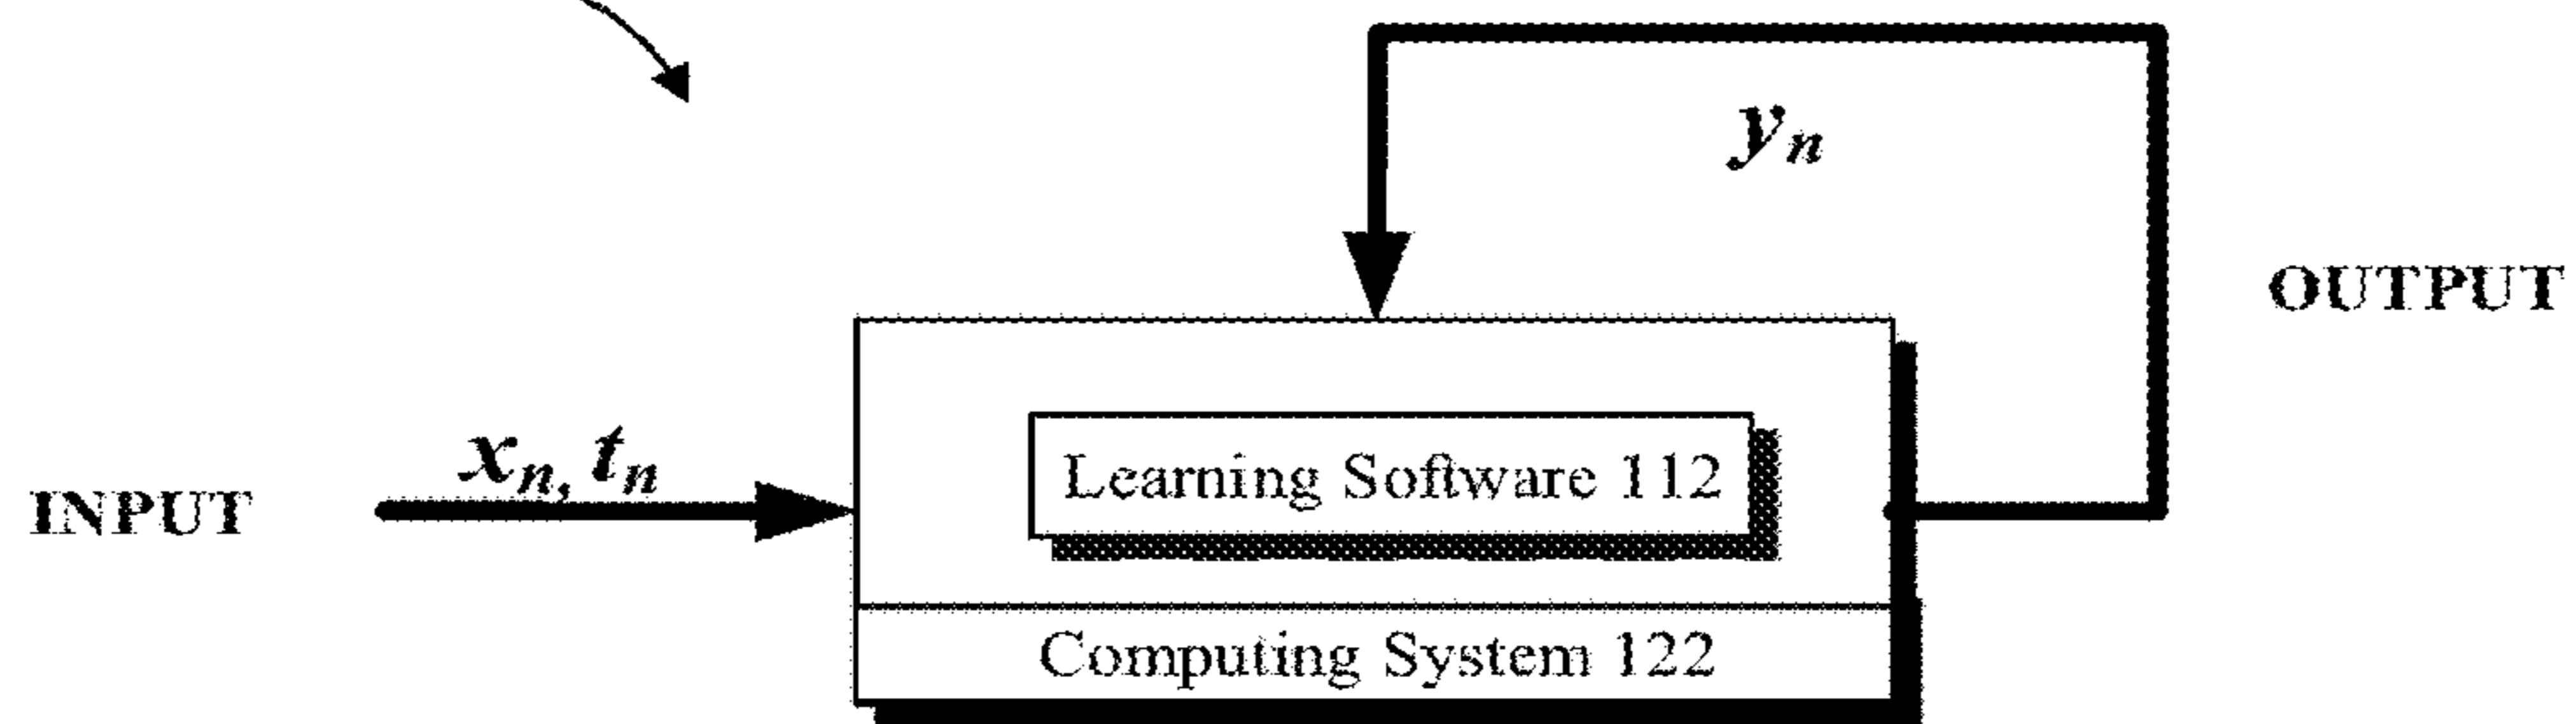 yn
OUTPUT
xn, tn
INPUT
Learning Software 112
Computing System 122